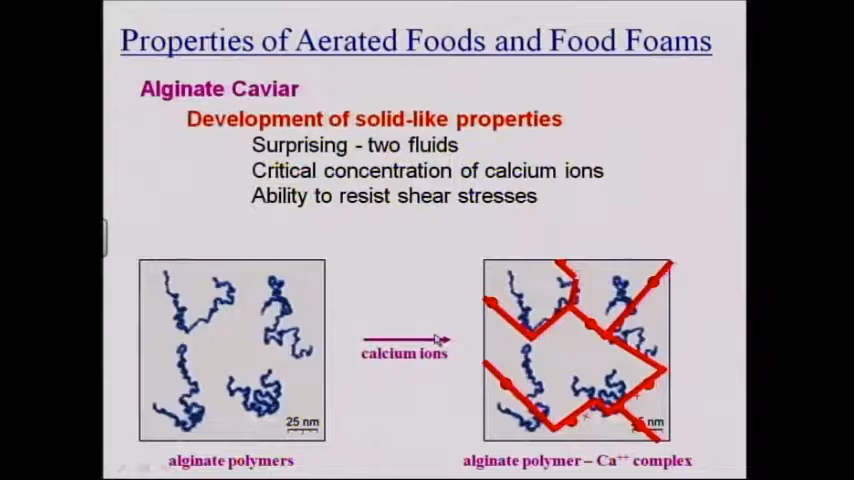 Properties of Aerated Foods and Food Foams
Alginate Caviar
Development of solid-like properties
Surprising - two fluids
Critical concentration of calcium ions
Ability to resist shear stresses
calcium ions
25 nm
nm
alginate polymers
alginate polymer – Ca++ complex